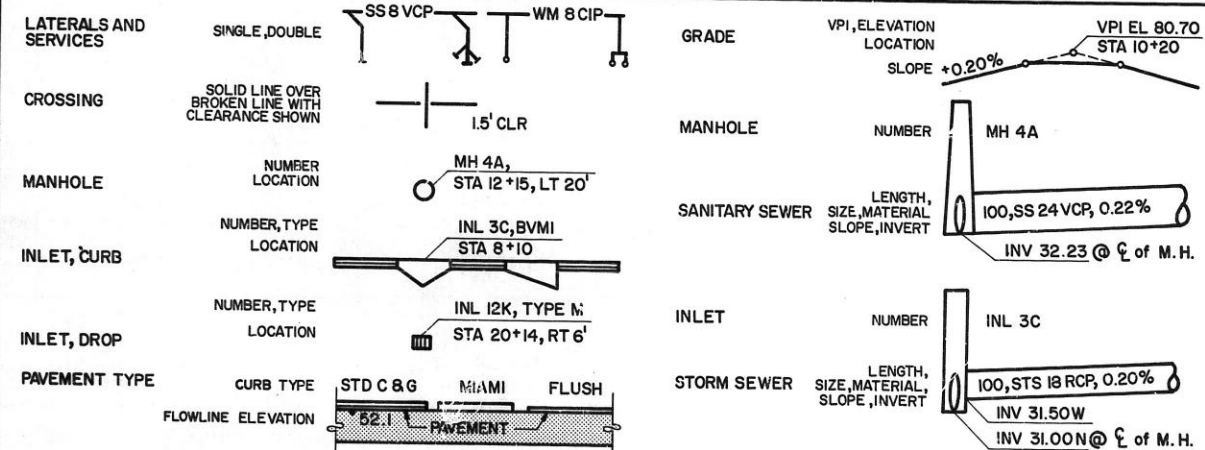 LATERALS AND
SERVICES
SINGLE, DOUBLE
SS 8 VCP
WM 8 CIP
CROSSING
SOLID LINE OVER
BROKEN LINE WITH
CLEARANCE SHOWN
1.5' CLR
MANHOLE
NUMBER
LOCATION
MH 4A,
STA 12+15, LT 20'
INLET, CURB
NUMBER, TYPE
LOCATION
INL 3C, BVMI
STA 8+10
INLET, DROP
NUMBER, TYPE
LOCATION
INL 12K, TYPE M
STA 20+14, RT 6'
PAVEMENT TYPE
CURB TYPE
STD C & G
MIAMI
FLUSH
FLOWLINE ELEVATION
52.1
PAVEMENT
GRADE
VPI, ELEVATION
LOCATION
SLOPE
+0.20%
VPI EL 80.70
STA 10+20
MANHOLE
NUMBER
MH 4A
SANITARY SEWER
LENGTH,
SIZE, MATERIAL
SLOPE, INVERT
100, SS 24 VCP, 0.22%
INV 32.23 @ ℄ of M.H.
INLET
NUMBER
INL 3C
STORM SEWER
LENGTH,
SIZE, MATERIAL,
SLOPE, INVERT
100, STS 18 RCP, 0.20%
INV 31.50 W
INV 31.00 N @ ℄ of M.H.